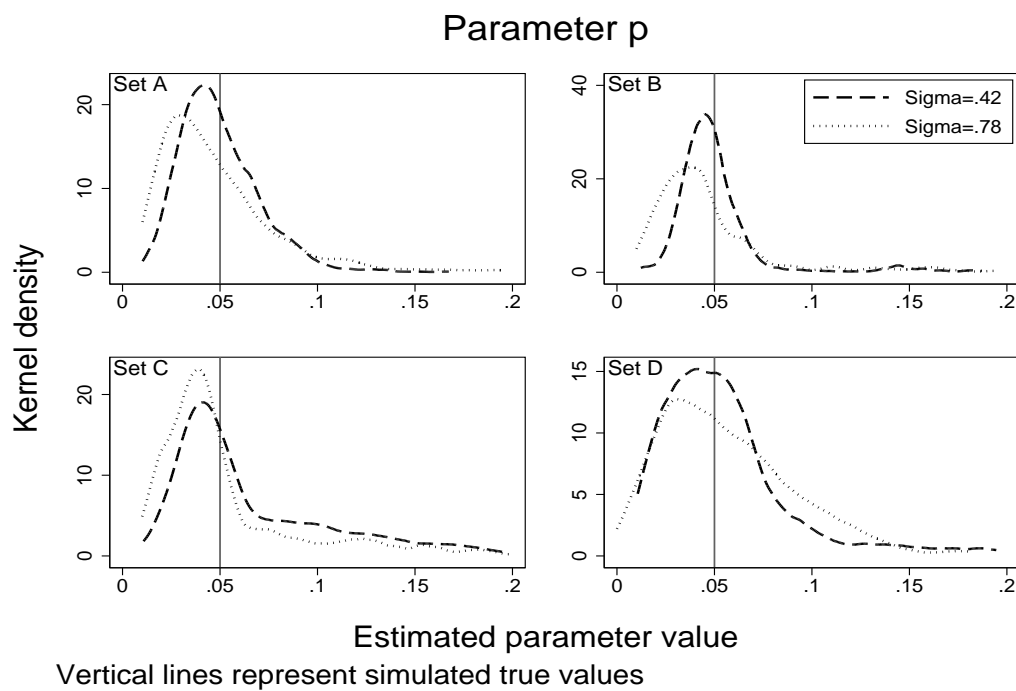 Parameter p
Set A
20
10
0
0 .05 .1 .15 .2
Set B
40
20
0
0 .05 .1 .15 .2
Sigma=.42
Sigma=.78
Set C
20
10
0
0 .05 .1 .15 .2
Set D
15
10
5
0
0 .05 .1 .15 .2
Kernel density
Estimated parameter value
Vertical lines represent simulated true values